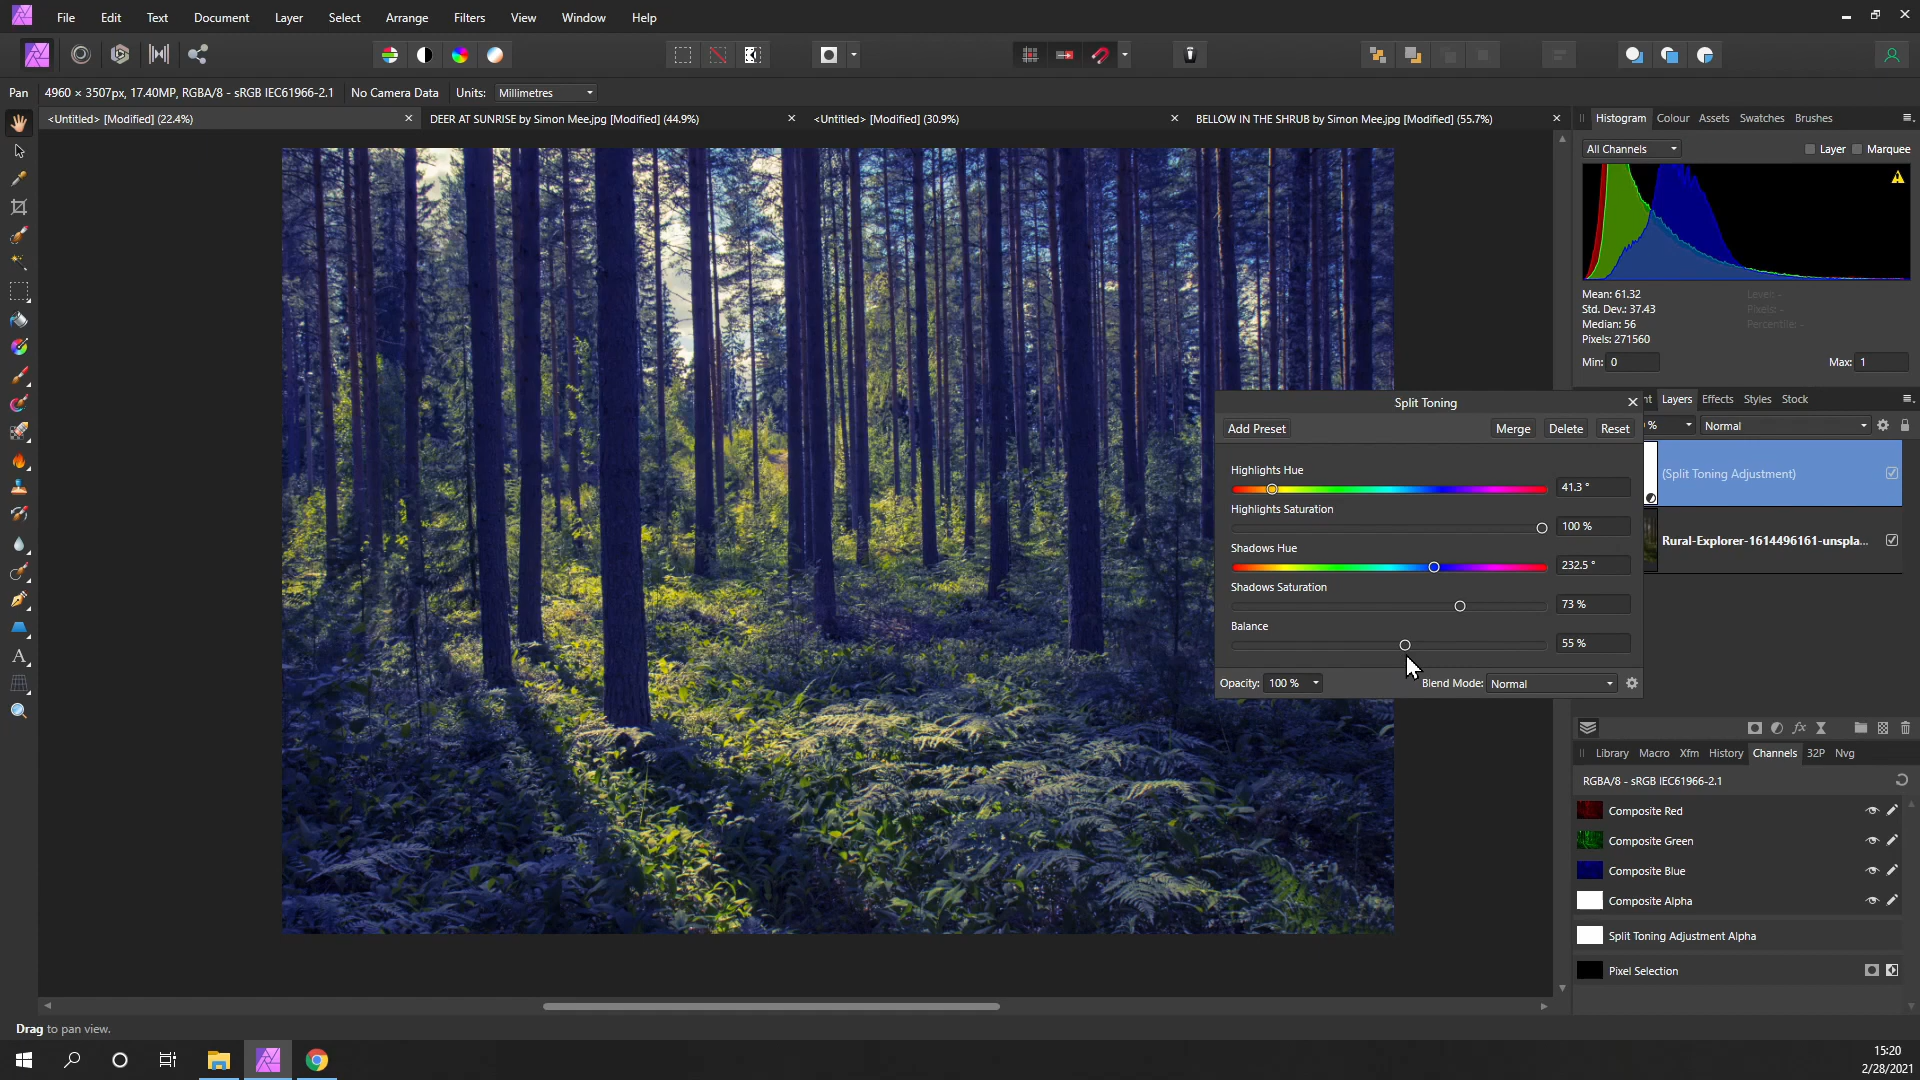 File Edit Text Document Layer Select Arrange Filters View Window Help
Pan 4960 × 3507px, 17.40MP, RGBA/8 - sRGB IEC61966-2.1 No Camera Data Units: Millimetres
<Untitled> [Modified] (22.4%) DEER AT SUNRISE by Simon Mee.jpg [Modified] (44.9%) <Untitled> [Modified] (30.9%) BELLOW IN THE SHRUB by Simon Mee.jpg [Modified] (55.7%)
Histogram Colour Assets Swatches Brushes
All Channels Layer Marquee
Mean: 61.32 Level: -
Std. Dev.: 37.43 Pixels: -
Median: 56 Percentile: -
Pixels: 271560
Min: 0 Max: 1
Split Toning
nt Layers Effects Styles Stock
Add Preset Merge Delete Reset
% Normal
Highlights Hue
41.3 °
(Split Toning Adjustment)
Highlights Saturation
100 %
Shadows Hue
232.5 °
Rural-Explorer-1614496161-unspla...
Shadows Saturation
73 %
Balance
55 %
Opacity: 100 % Blend Mode: Normal
Library Macro Xfm History Channels 32P Nvg
RGBA/8 - sRGB IEC61966-2.1
Composite Red
Composite Green
Composite Blue
Composite Alpha
Split Toning Adjustment Alpha
Pixel Selection
Drag to pan view.
15:20
2/28/2021